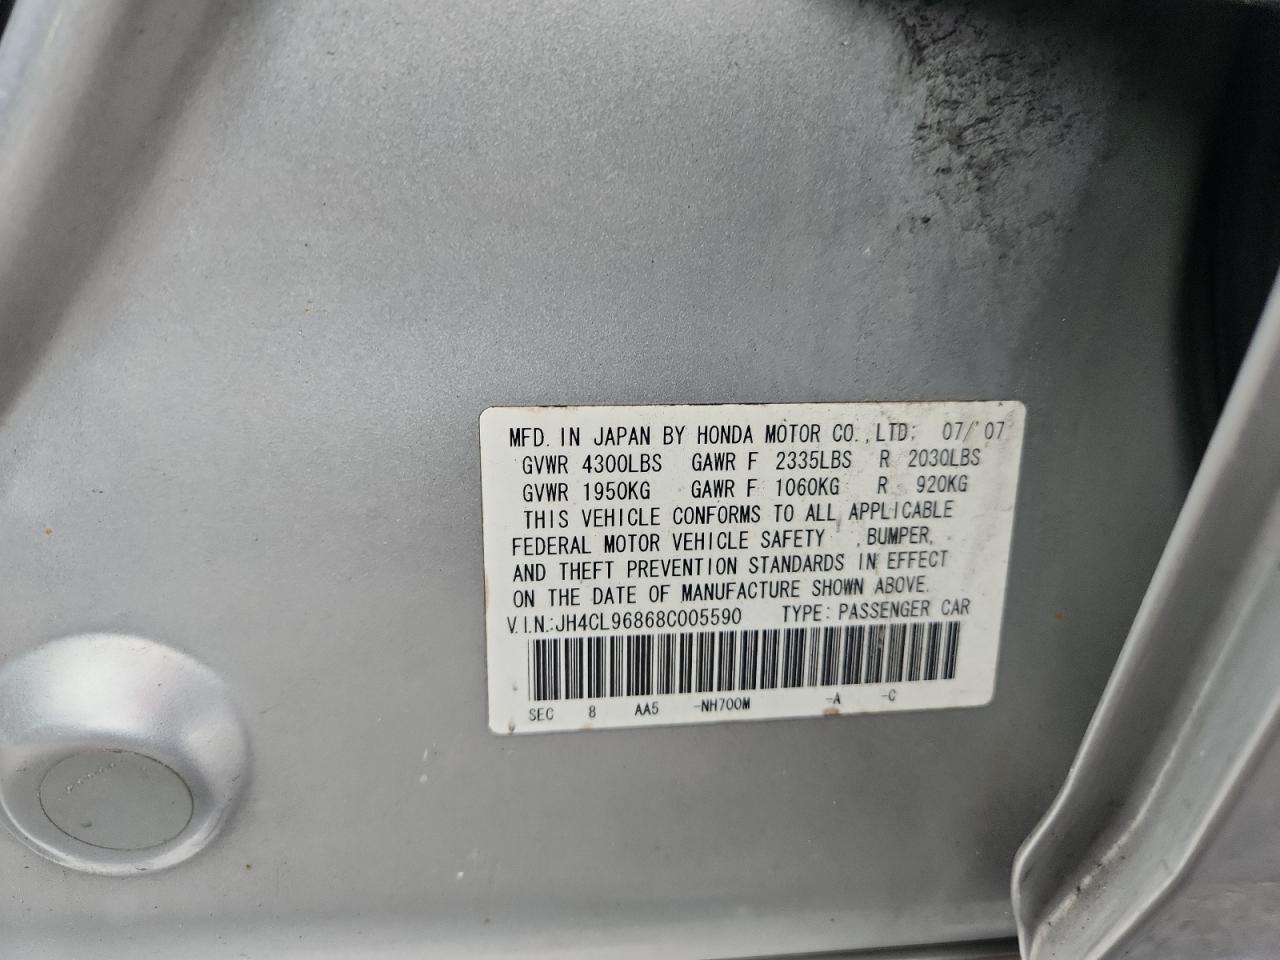 MFD. IN JAPAN BY HONDA MOTOR CO.,LTD. 07/'07
GVWR 4300LBS GAWR F 2335LBS R 2030LBS
GVWR 1950KG GAWR F 1060KG R 920KG
THIS VEHICLE CONFORMS TO ALL APPLICABLE
FEDERAL MOTOR VEHICLE SAFETY , BUMPER,
AND THEFT PREVENTION STANDARDS IN EFFECT
ON THE DATE OF MANUFACTURE SHOWN ABOVE.
V.I.N.:JH4CL96868C005590 TYPE: PASSENGER CAR
SEC 8 AA5 -NH700M -A -C